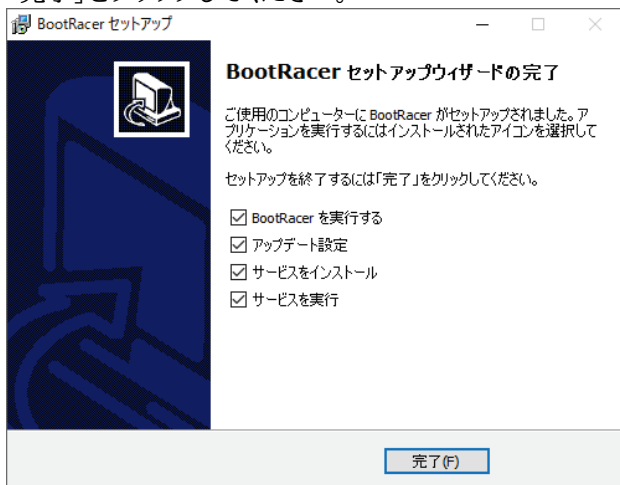 完了」をクリックしてください。
BootRacer セットアップ
BootRacer セットアップウィザードの完了
ご使用のコンピューターに BootRacer がセットアップされました。ア
プリケーションを実行するにはインストールされたアイコンを選択して
ください。
セットアップを終了するには「完了」をクリックしてください。
BootRacer を実行する
アップデート設定
サービスをインストール
サービスを実行
完了(F)